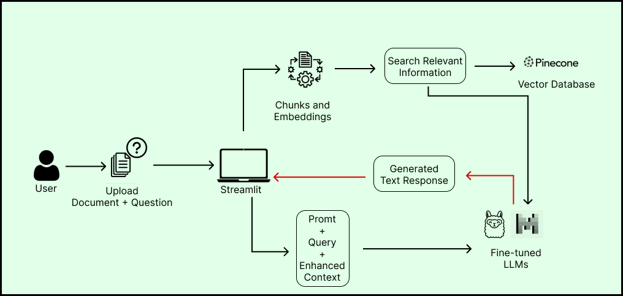 Search Relevant
Information
Pinecone
Vector Database
Chunks and
Embeddings
User
?
Upload
Document + Question
Streamlit
Generated
Text Response
Promt
+
Query
+
Enhanced
Context
Fine-tuned
LLMs